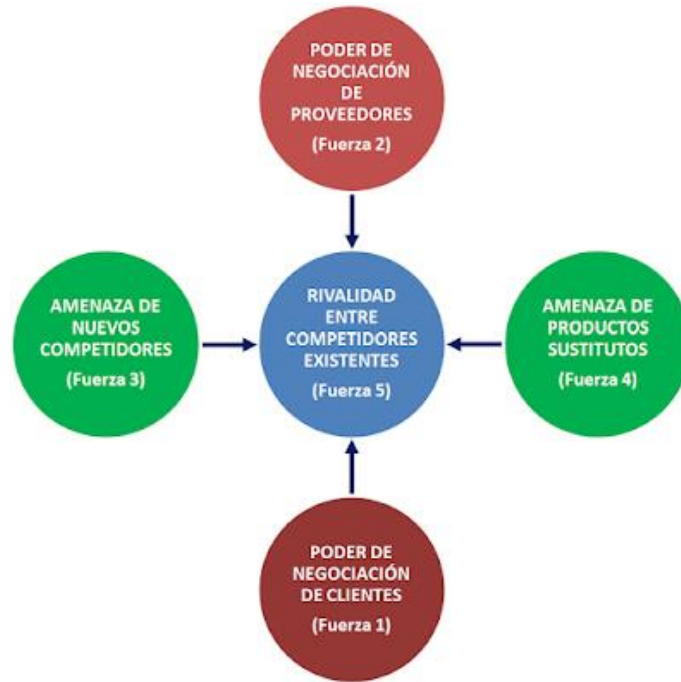 PODER DE
NEGOCIACIÓN
DE
PROVEEDORES
(Fuerza 2)
AMENAZA DE
NUEVOS
COMPETIDORES
(Fuerza 3)
RIVALIDAD
ENTRE
COMPETIDORES
EXISTENTES
(Fuerza 5)
AMENAZA DE
PRODUCTOS
SUSTITUTOS
(Fuerza 4)
PODER DE
NEGOCIACIÓN
DE CLIENTES
(Fuerza 1)